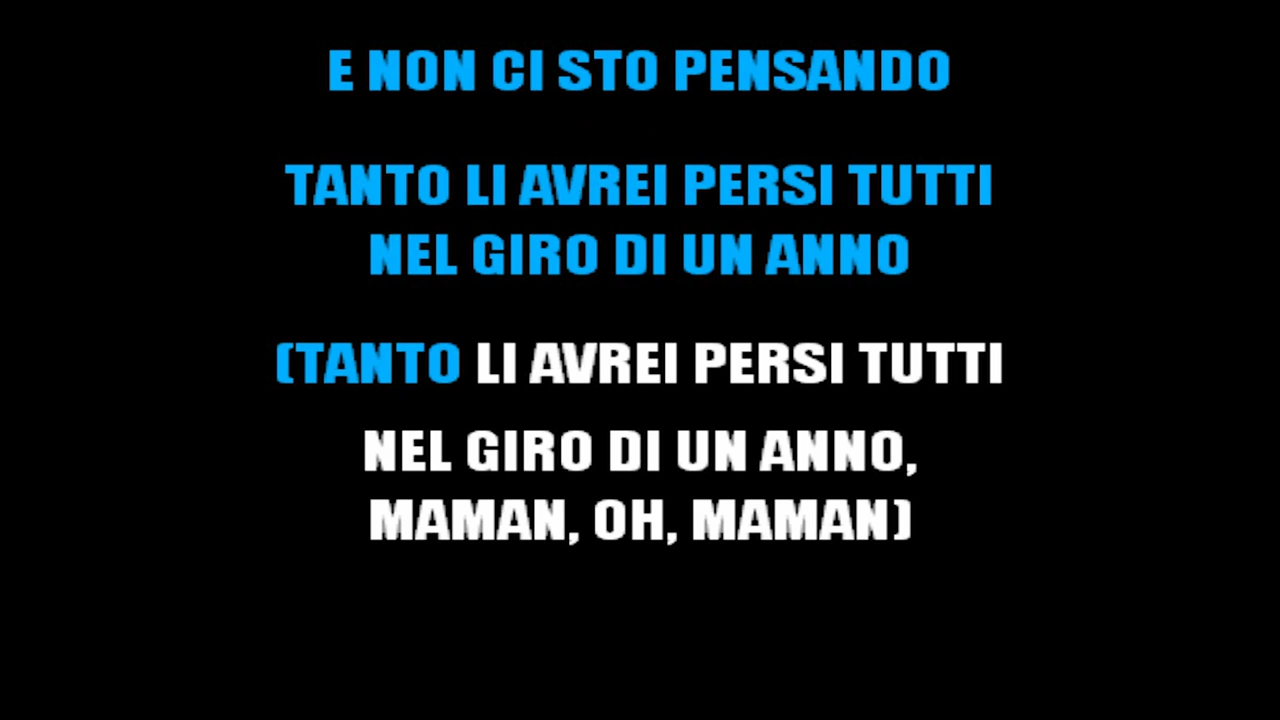 E NON CI STO PENSANDO
TANTO LI AVREI PERSI TUTTI
NEL GIRO DI UN ANNO
(TANTO LI AVREI PERSI TUTTI
NEL GIRO DI UN ANNO,
MAMAN, OH, MAMAN)